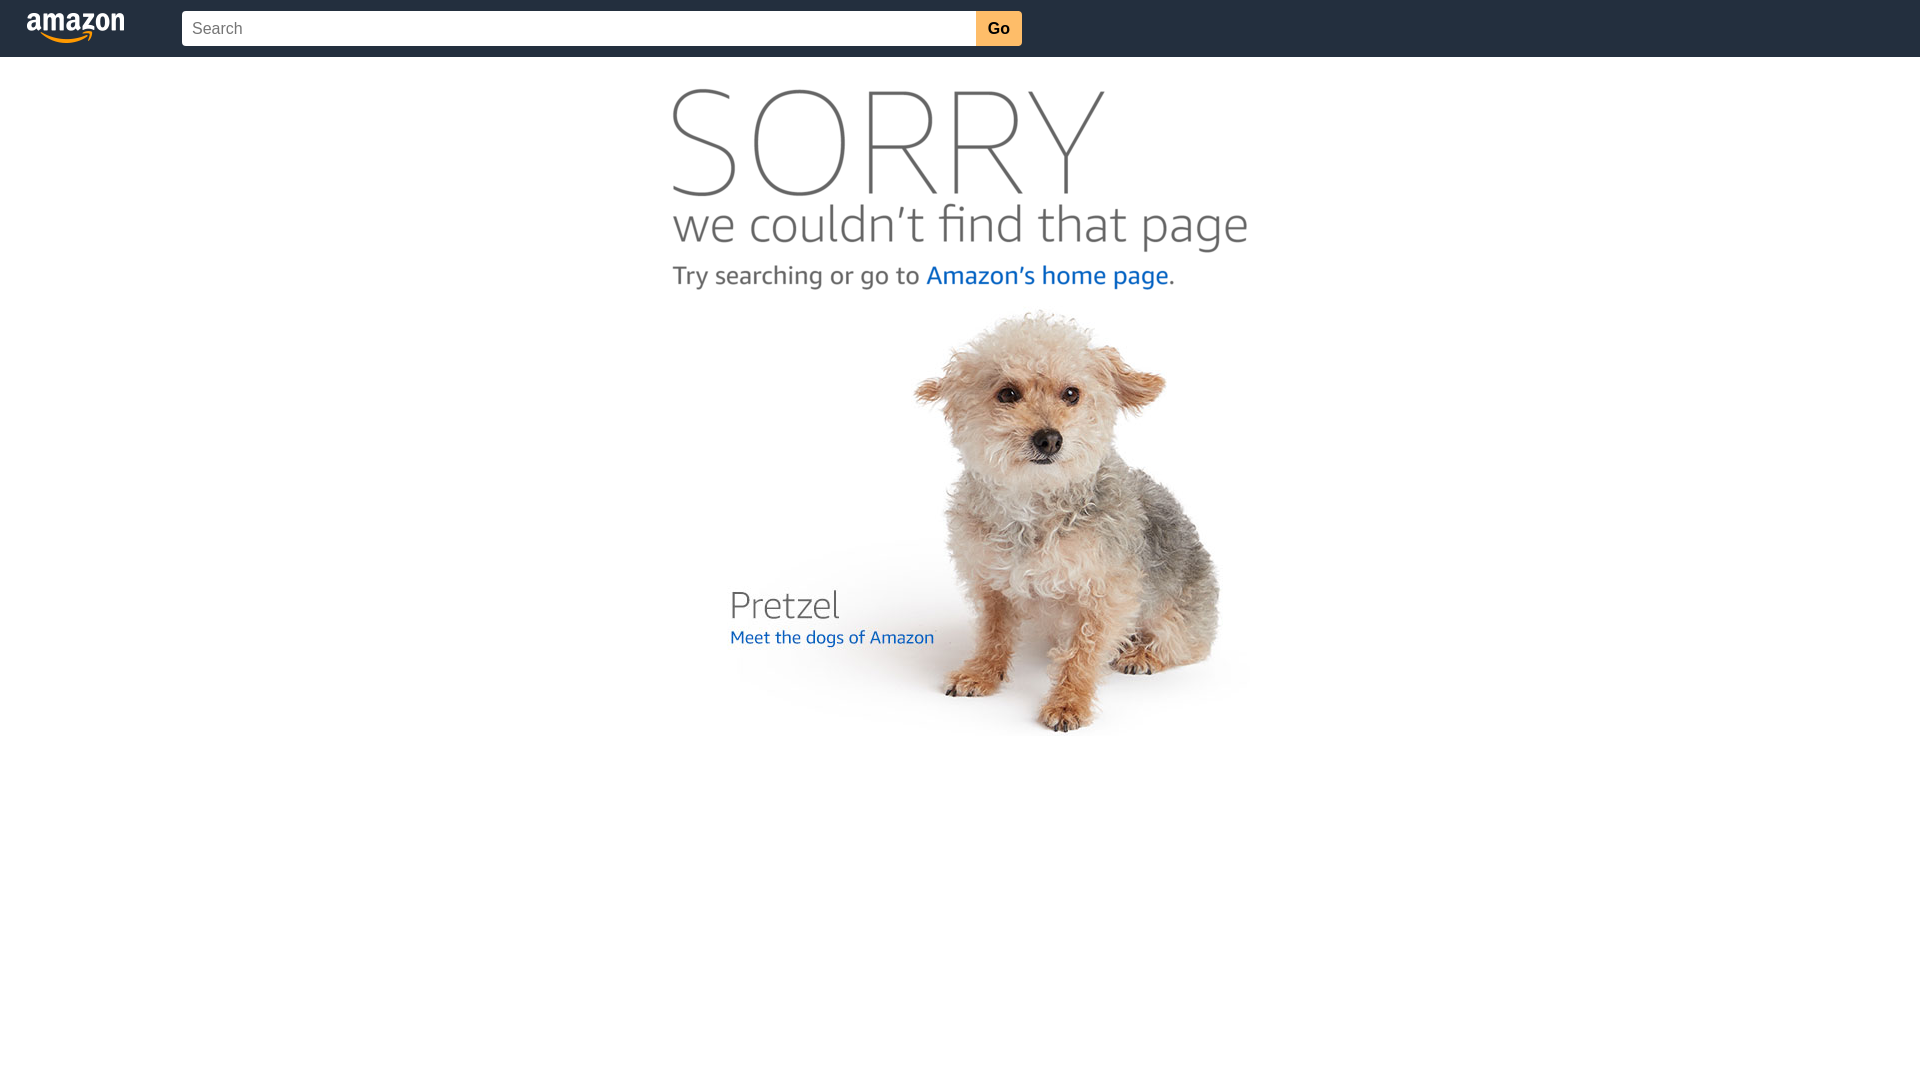 amazon
Search
Go
SORRY
we couldn't find that page
Try searching or go to Amazon's home page.
Pretzel
Meet the dogs of Amazon